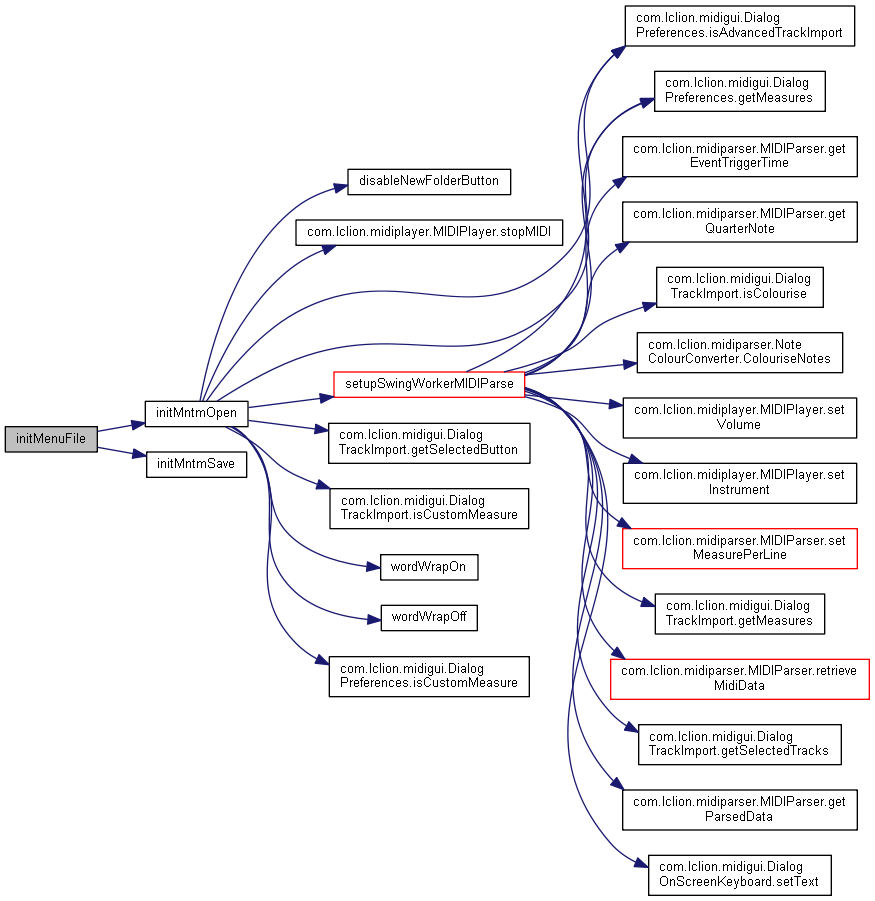 initMenuFile
initMntmOpen
initMntmSave
disableNewFolderButton
com.lclion.midiplayer.MIDIPlayer.stopMIDI
setupSwingWorkerMIDIParse
com.lclion.midigui.Dialog
TrackImport.getSelectedButton
com.lclion.midigui.Dialog
TrackImport.isCustomMeasure
wordWrapOn
wordWrapOff
com.lclion.midigui.Dialog
Preferences.isCustomMeasure
com.lclion.midigui.Dialog
Preferences.isAdvancedTrackImport
com.lclion.midigui.Dialog
Preferences.getMeasures
com.lclion.midiparser.MIDIParser.get
EventTriggerTime
com.lclion.midiparser.MIDIParser.get
QuarterNote
com.lclion.midigui.Dialog
TrackImport.isColourise
com.lclion.midiparser.Note
ColourConverter.ColouriseNotes
com.lclion.midiplayer.MIDIPlayer.set
Volume
com.lclion.midiplayer.MIDIPlayer.set
Instrument
com.lclion.midiparser.MIDIParser.set
MeasurePerLine
com.lclion.midigui.Dialog
TrackImport.getMeasures
com.lclion.midiparser.MIDIParser.retrieve
MidiData
com.lclion.midigui.Dialog
TrackImport.getSelectedTracks
com.lclion.midiparser.MIDIParser.get
ParsedData
com.lclion.midigui.Dialog
OnScreenKeyboard.setText